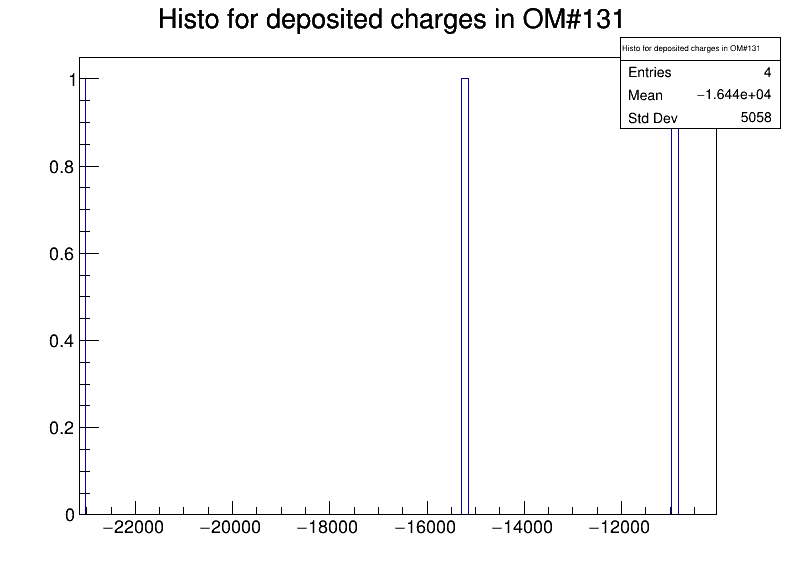 Histo for deposited charges in OM#131
Histo for deposited charges in OM#131
Entries 4
Mean −1.644e+04
Std Dev 5058
1
0.8
0.6
0.4
0.2
0
−22000 −20000 −18000 −16000 −14000 −12000